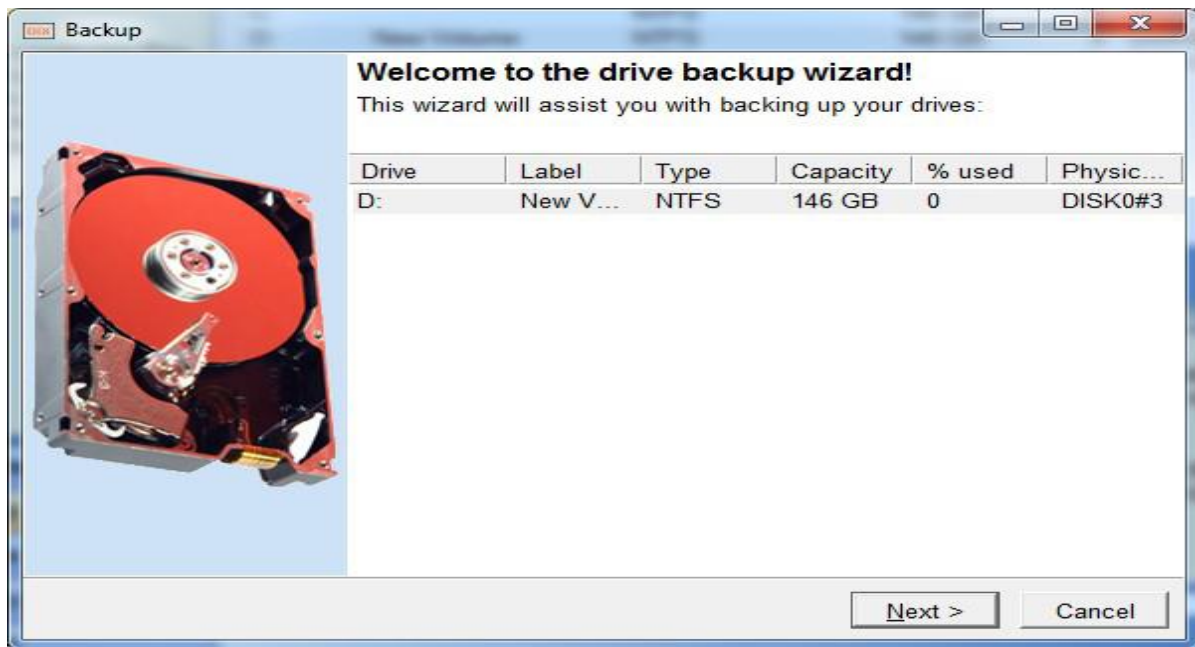 Backup
Welcome to the drive backup wizard!
This wizard will assist you with backing up your drives:
Drive Label Type Capacity % used Physic...
D: New V... NTFS 146 GB 0 DISK0#3
Next > Cancel